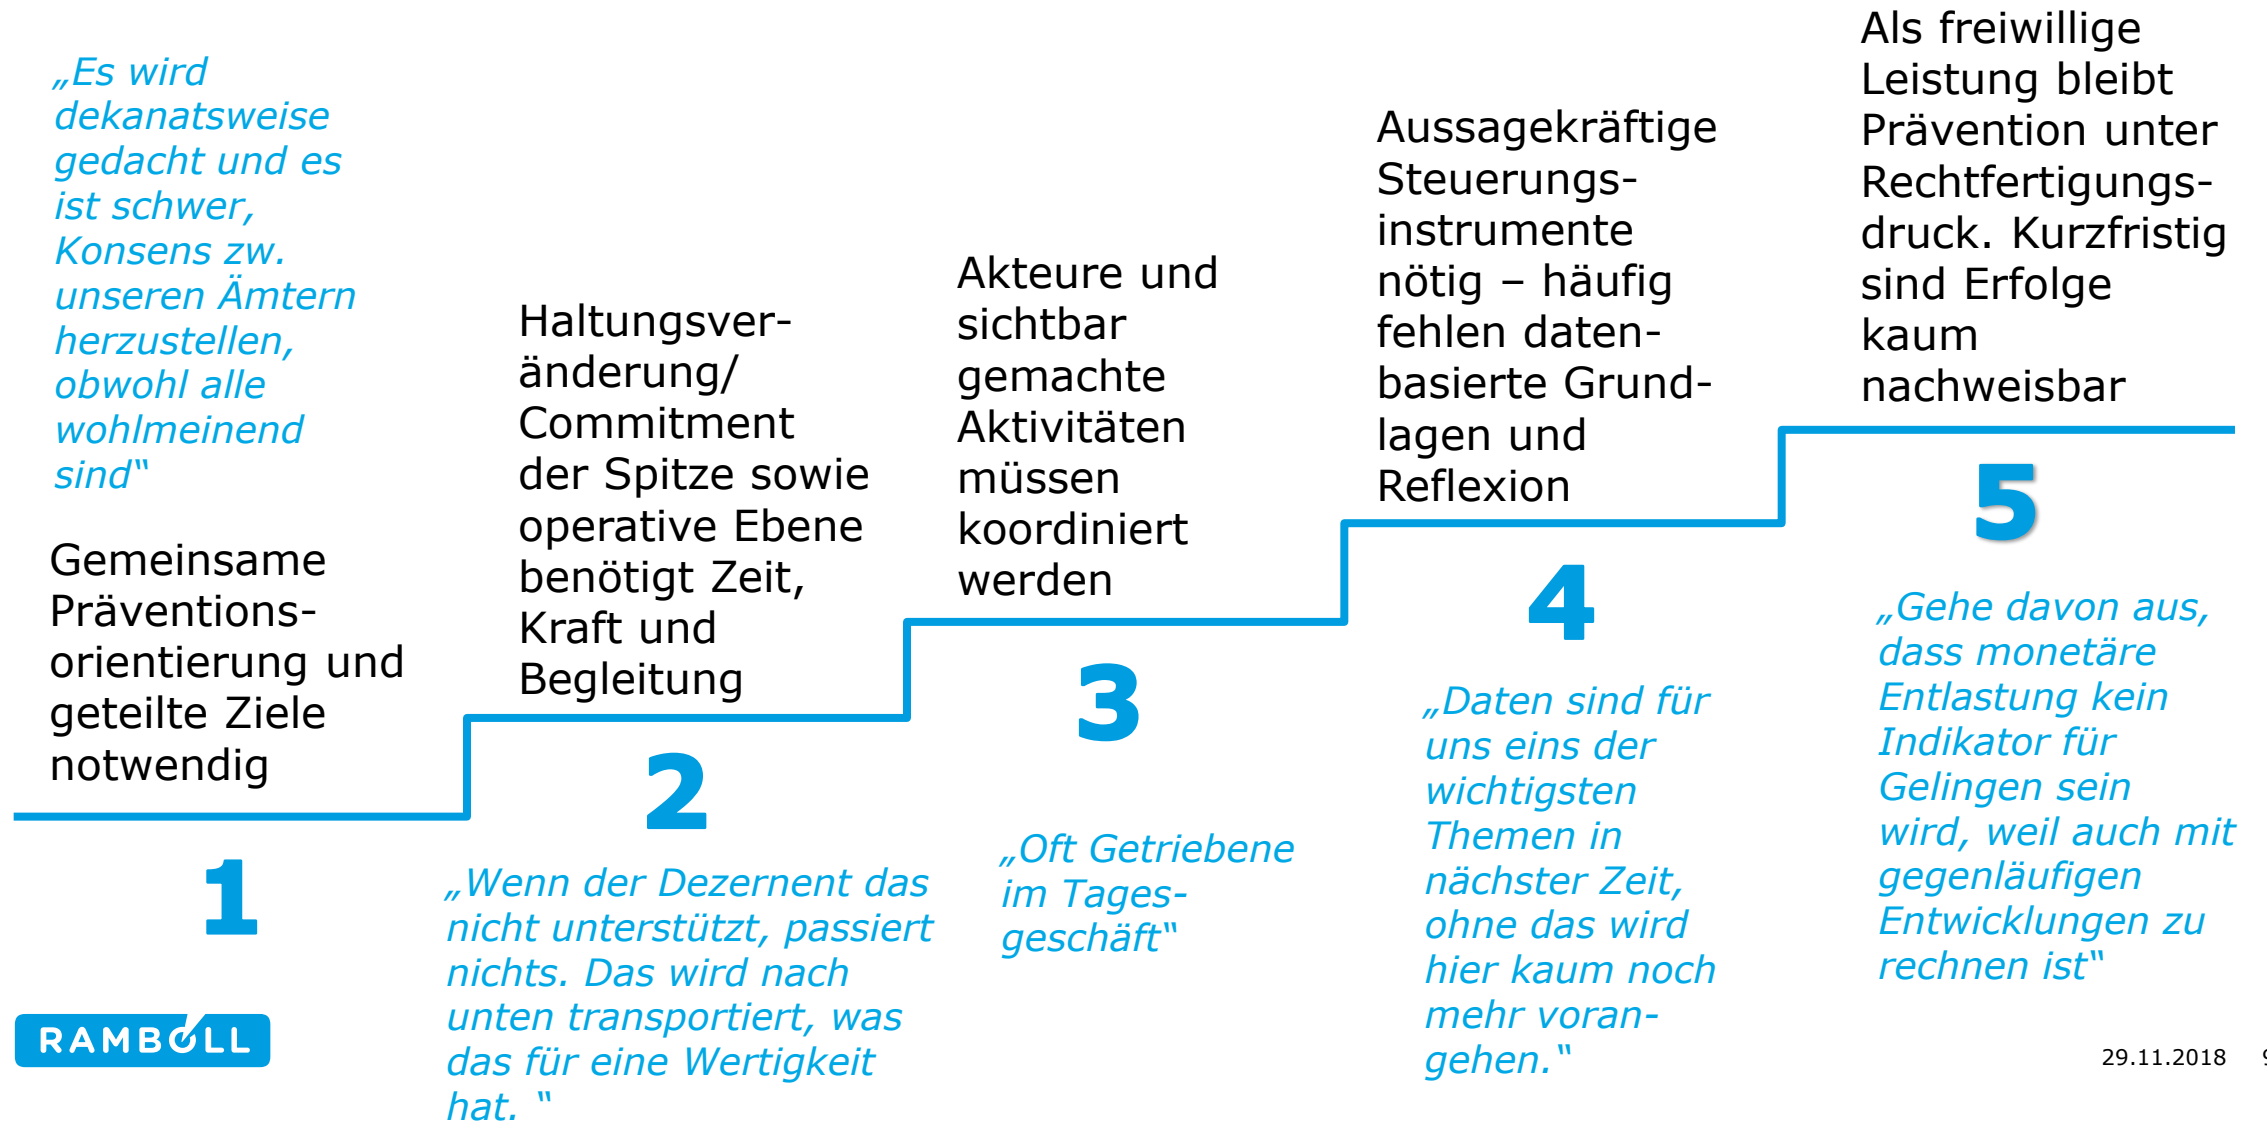 „Es wird
dekanatsweise
gedacht und es
ist schwer,
Konsens zw.
unseren Ämtern
herzustellen,
obwohl alle
wohlmeinend
sind“
Gemeinsame
Präventions-
orientierung und
geteilte Ziele
notwendig
1
Haltungsver-
änderung/
Commitment
der Spitze sowie
operative Ebene
benötigt Zeit,
Kraft und
Begleitung
2
„Wenn der Dezernent das
nicht unterstützt, passiert
nichts. Das wird nach
unten transportiert, was
das für eine Wertigkeit
hat. “
Akteure und
sichtbar
gemachte
Aktivitäten
müssen
koordiniert
werden
3
„Oft Getriebene
im Tages-
geschäft“
Aussagekräftige
Steuerungs-
instrumente
nötig – häufig
fehlen daten-
basierte Grund-
lagen und
Reflexion
4
„Daten sind für
uns eins der
wichtigsten
Themen in
nächster Zeit,
ohne das wird
hier kaum noch
mehr voran-
gehen.“
Als freiwillige
Leistung bleibt
Prävention unter
Rechtfertigungs-
druck. Kurzfristig
sind Erfolge
kaum
nachweisbar
5
„Gehe davon aus,
dass monetäre
Entlastung kein
Indikator für
Gelingen sein
wird, weil auch mit
gegenläufigen
Entwicklungen zu
rechnen ist“
RAMBOLL
29.11.2018